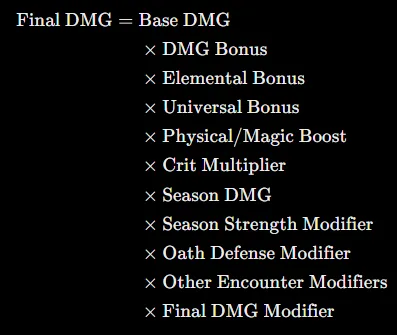 Final DMG = Base DMG
× DMG Bonus
× Elemental Bonus
× Universal Bonus
× Physical/Magic Boost
× Crit Multiplier
× Season DMG
× Season Strength Modifier
× Oath Defense Modifier
× Other Encounter Modifiers
× Final DMG Modifier